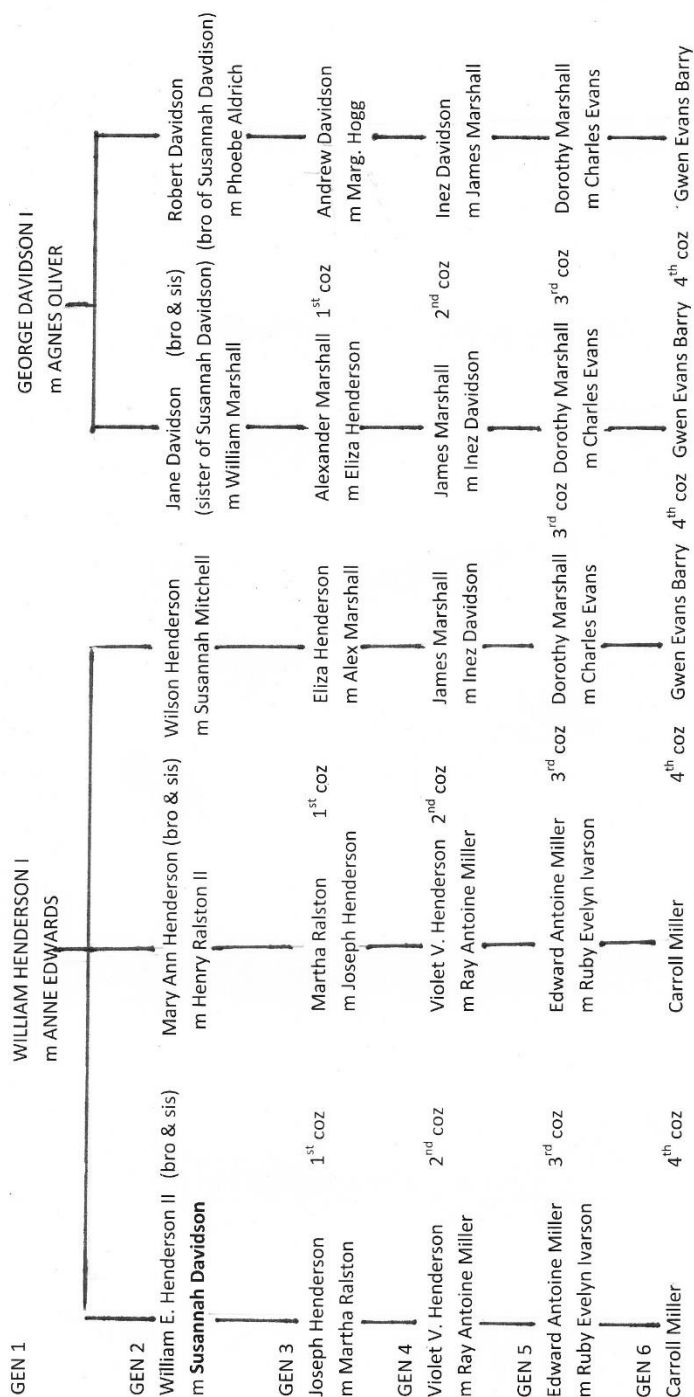 GEN 1
WILLIAM HENDERSON I
m ANNE EDWARDS
GEORGE DAVIDSON I
m AGNES OLIVER
GEN 2
William E. Henderson II (bro & sis) Mary Ann Henderson (bro & sis) Wilson Henderson Jane Davidson (bro & sis) Robert Davidson
m Susannah Davidson m Henry Ralston II m Susannah Mitchell (sister of Susannah Davidson) (bro of Susannah Davdison)
m William Marshall m Phoebe Aldrich
GEN 3
Joseph Henderson 1st coz Martha Ralston 1st coz Eliza Henderson Alexander Marshall 1st coz Andrew Davidson
m Martha Ralston m Joseph Henderson m Alex Marshall m Eliza Henderson m Marg. Hogg
GEN 4
Violet V. Henderson 2nd coz Violet V. Henderson 2nd coz James Marshall James Marshall 2nd coz Inez Davidson
m Ray Antoine Miller m Ray Antoine Miller m Inez Davidson m Inez Davidson m James Marshall
GEN 5
Edward Antoine Miller 3rd coz Edward Antoine Miller 3rd coz Dorothy Marshall 3rd coz Dorothy Marshall 3rd coz Dorothy Marshall
m Ruby Evelyn Ivarson m Ruby Evelyn Ivarson m Charles Evans m Charles Evans m Charles Evans
GEN 6
Carroll Miller 4th coz Carroll Miller 4th coz Gwen Evans Barry 4th coz Gwen Evans Barry 4th coz Gwen Evans Barry